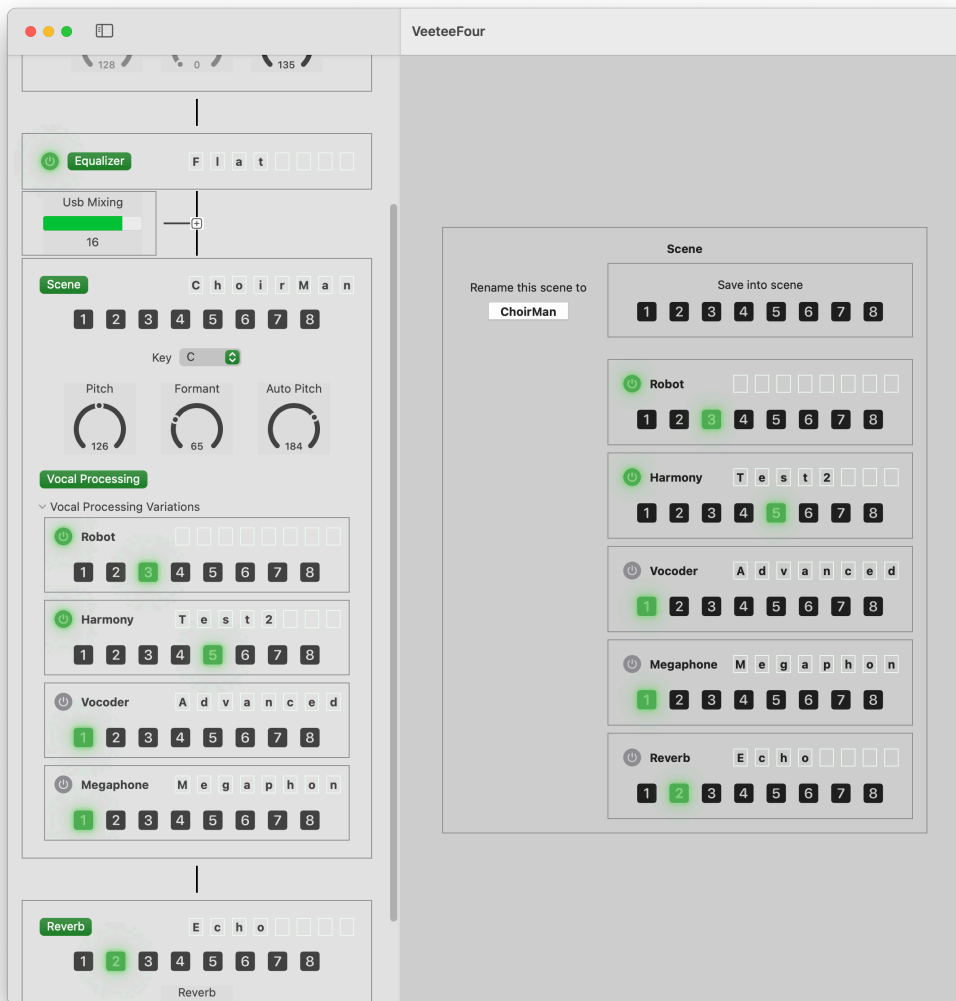 VeeteeFour
128 0 135
Equalizer F l a t
Usb Mixing
16
Scene C h o i r M a n
1 2 3 4 5 6 7 8
Key C
Pitch Formant Auto Pitch
126 65 184
Vocal Processing
Vocal Processing Variations
Robot
1 2 3 4 5 6 7 8
Harmony T e s t 2
1 2 3 4 5 6 7 8
Vocoder A d v a n c e d
1 2 3 4 5 6 7 8
Megaphone M e g a p h o n
1 2 3 4 5 6 7 8
Reverb E c h o
1 2 3 4 5 6 7 8
Reverb
Scene
Rename this scene to
ChoirMan
Save into scene
1 2 3 4 5 6 7 8
Robot
1 2 3 4 5 6 7 8
Harmony T e s t 2
1 2 3 4 5 6 7 8
Vocoder A d v a n c e d
1 2 3 4 5 6 7 8
Megaphone M e g a p h o n
1 2 3 4 5 6 7 8
Reverb E c h o
1 2 3 4 5 6 7 8